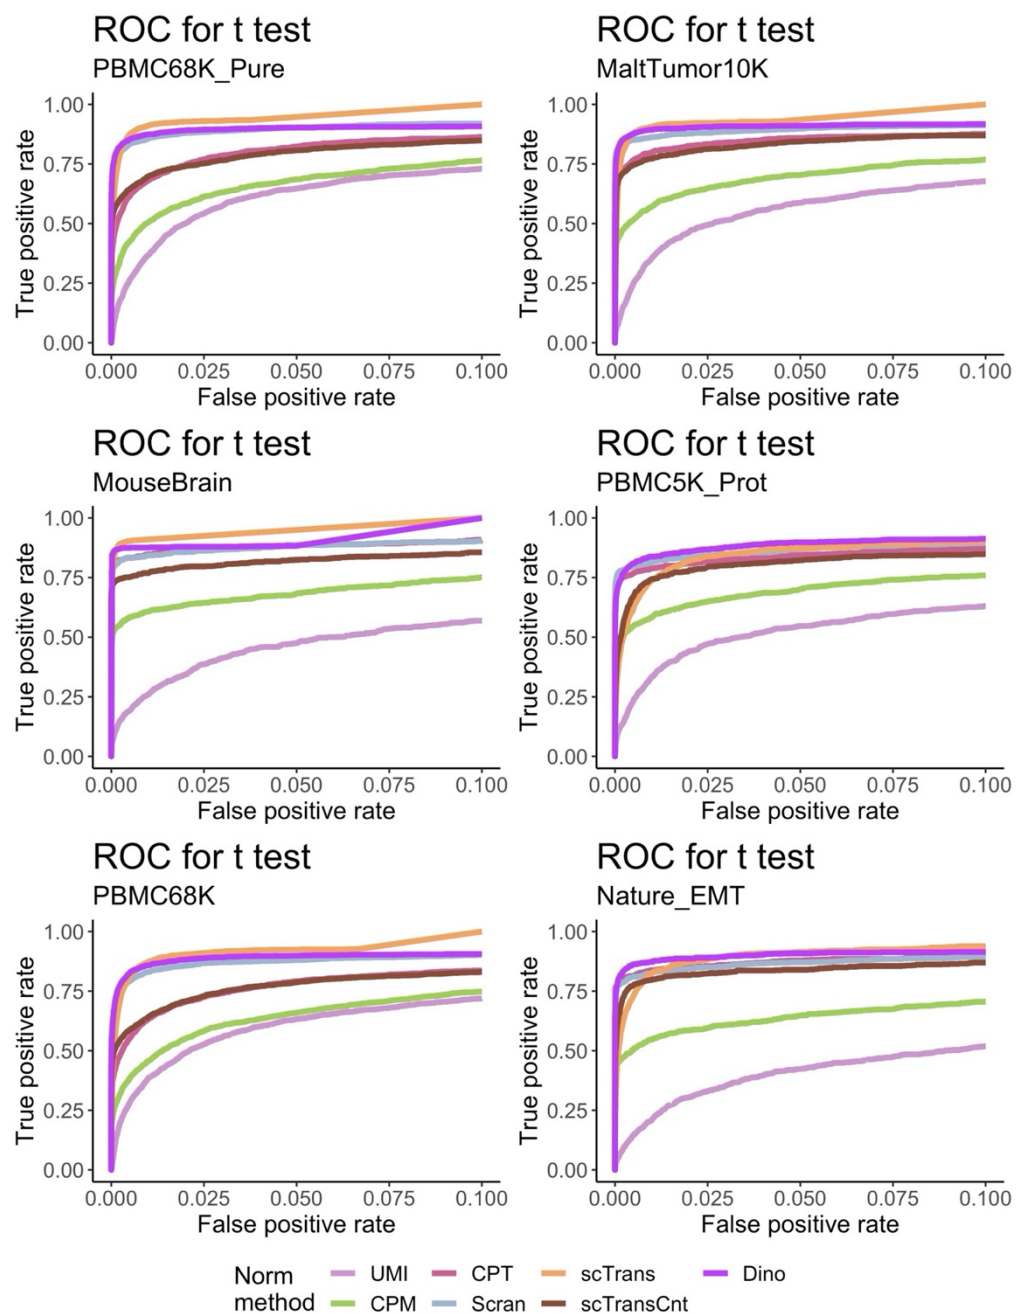 ROC for t test
PBMC68K_Pure
True positive rate
1.00
0.75
0.50
0.25
0.00
0.000 0.025 0.050 0.075 0.100
False positive rate
ROC for t test
MaltTumor10K
True positive rate
1.00
0.75
0.50
0.25
0.00
0.000 0.025 0.050 0.075 0.100
False positive rate
ROC for t test
MouseBrain
True positive rate
1.00
0.75
0.50
0.25
0.00
0.000 0.025 0.050 0.075 0.100
False positive rate
ROC for t test
PBMC5K_Prot
True positive rate
1.00
0.75
0.50
0.25
0.00
0.000 0.025 0.050 0.075 0.100
False positive rate
ROC for t test
PBMC68K
True positive rate
1.00
0.75
0.50
0.25
0.00
0.000 0.025 0.050 0.075 0.100
False positive rate
ROC for t test
Nature_EMT
True positive rate
1.00
0.75
0.50
0.25
0.00
0.000 0.025 0.050 0.075 0.100
False positive rate
Norm
method
UMI CPT scTrans Dino
CPM Scran scTransCnt